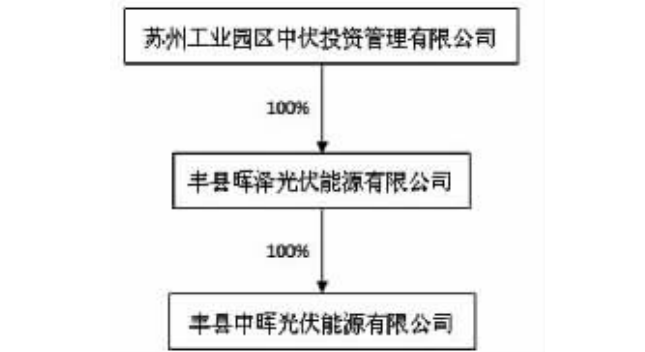 苏州工业园区中伏投资管理有限公司
100%
丰县晖泽光伏能源有限公司
100%
丰县中晖光伏能源有限公司